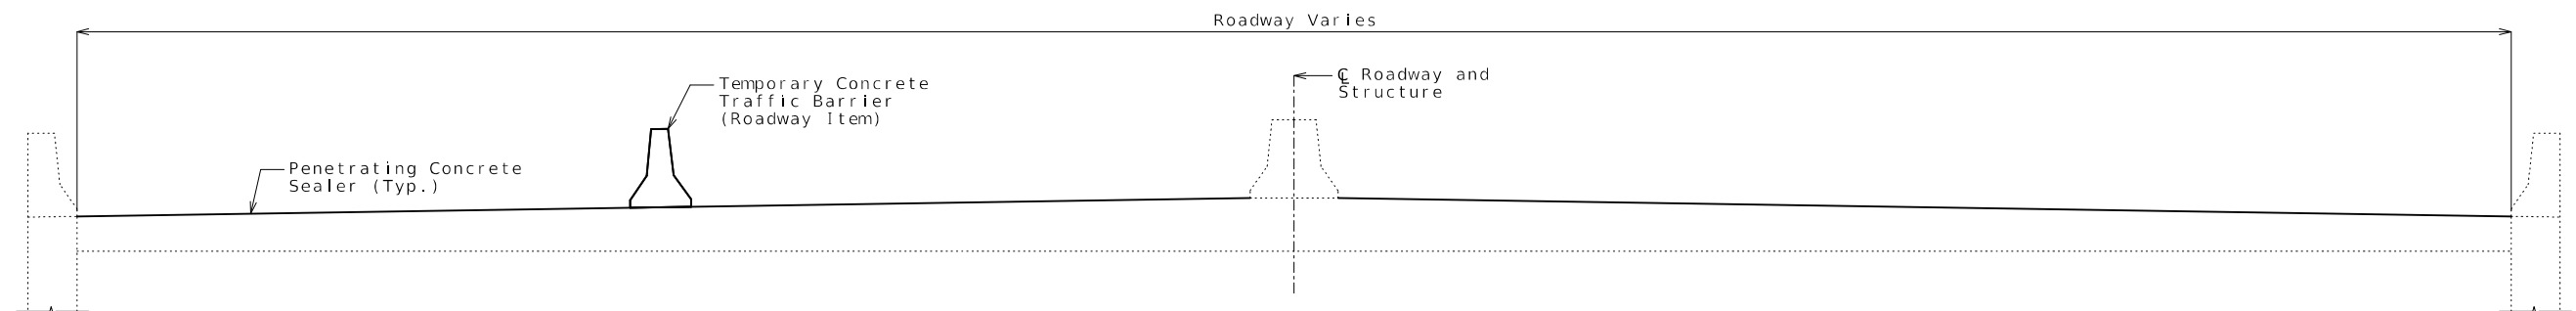 Roadway Varies
Temporary Concrete
Traffic Barrier
(Roadway Item)
℄ Roadway and
Structure
Penetrating Concrete
Sealer (Typ.)